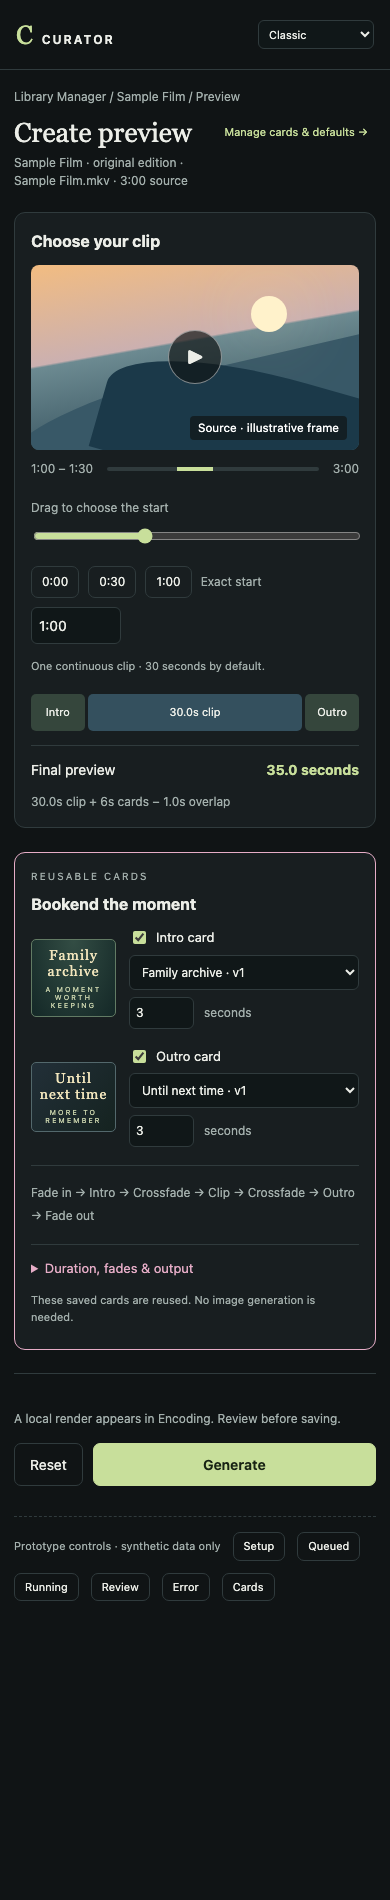 C CURATOR
Classic
Library Manager / Sample Film / Preview
Create preview
Manage cards & defaults →
Sample Film · original edition ·
Sample Film.mkv · 3:00 source
Choose your clip
Source · illustrative frame
1:00 – 1:30
3:00
Drag to choose the start
0:00
0:30
1:00
Exact start
1:00
One continuous clip · 30 seconds by default.
Intro
30.0s clip
Outro
Final preview
35.0 seconds
30.0s clip + 6s cards − 1.0s overlap
REUSABLE CARDS
Bookend the moment
Family
archive
A MOMENT
WORTH
KEEPING
Intro card
Family archive · v1
3
seconds
Until
next time
MORE TO
REMEMBER
Outro card
Until next time · v1
3
seconds
Fade in → Intro → Crossfade → Clip → Crossfade → Outro
→ Fade out
Duration, fades & output
These saved cards are reused. No image generation is
needed.
A local render appears in Encoding. Review before saving.
Reset
Generate
Prototype controls · synthetic data only
Setup
Queued
Running
Review
Error
Cards